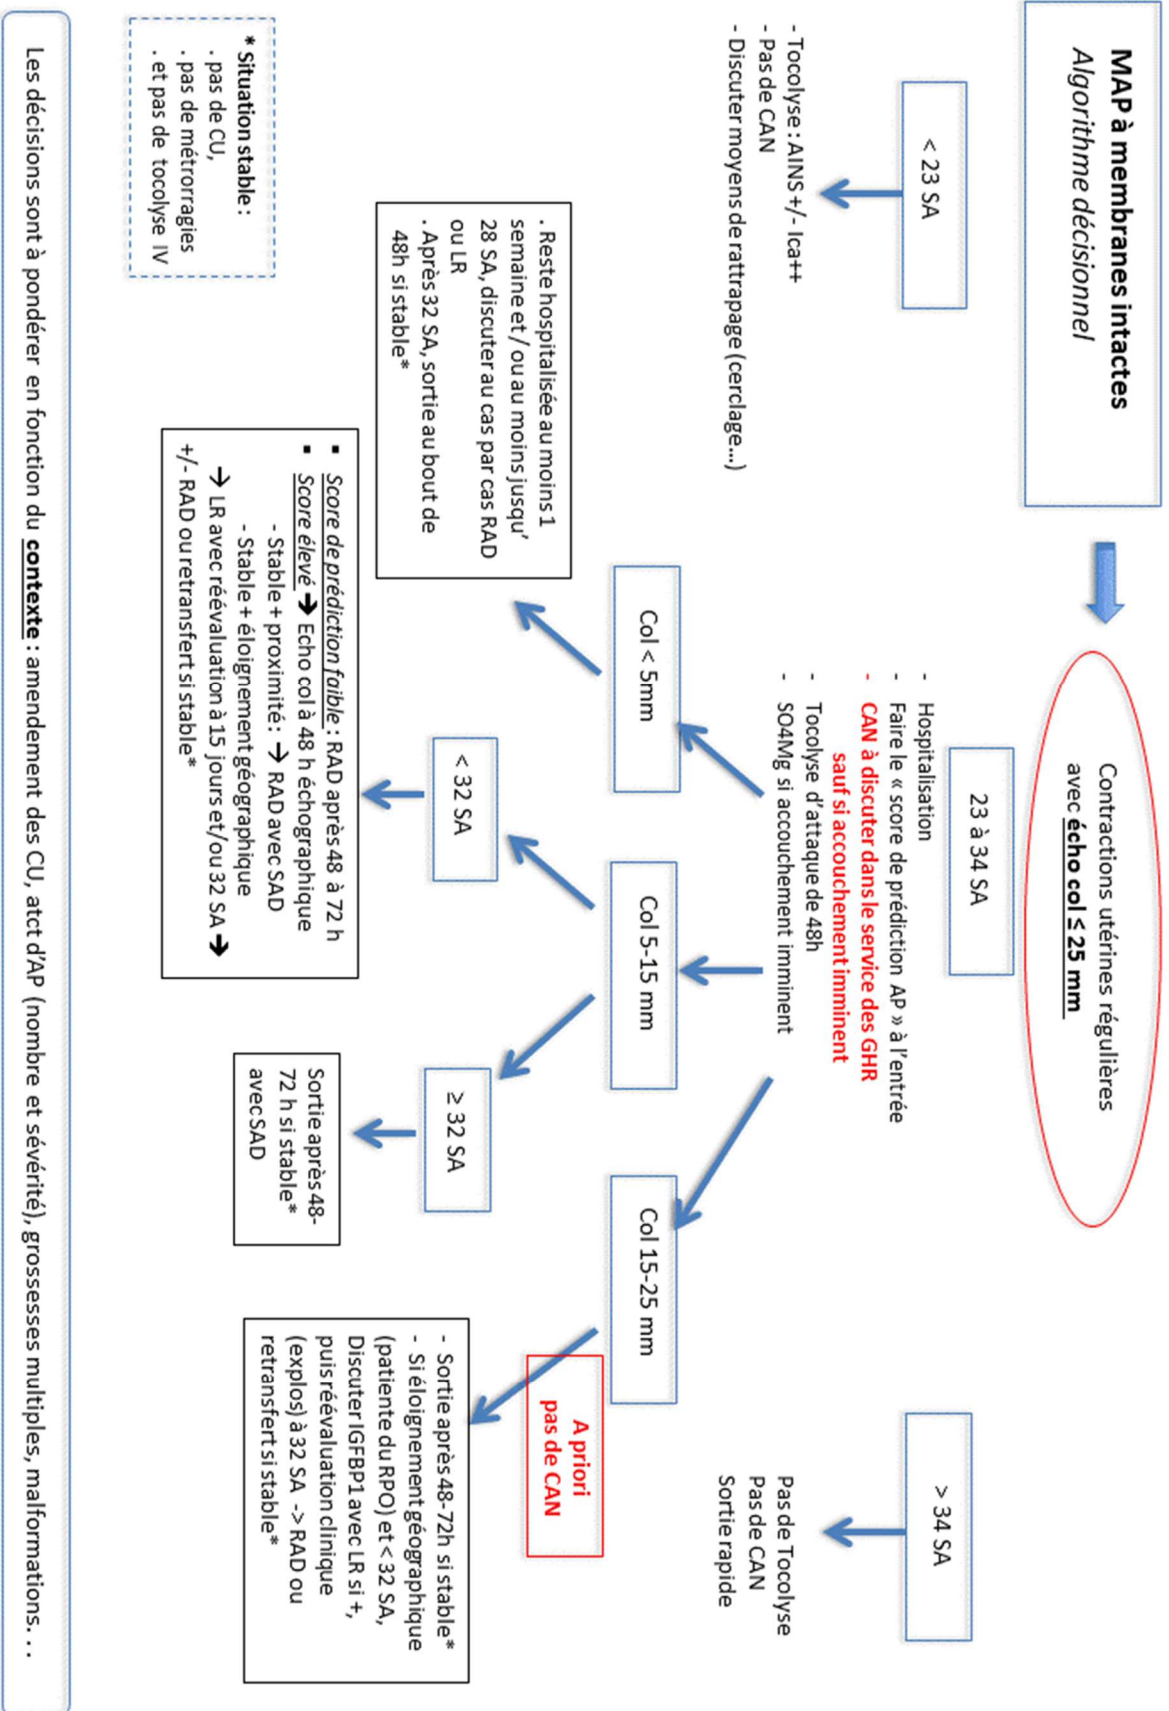 MAP à membranes intactes
Algorithme décisionnel
Contractions utérines régulières
avec écho col ≤ 25 mm
< 23 SA
- Tocolyse : AINS +/- Ica++
- Pas de CAN
- Discuter moyens de rattrapage (cerclage…)
23 à 34 SA
- Hospitalisation
- Faire le « score de prédiction AP » à l'entrée
- CAN à discuter dans le service des GHR
sauf si accouchement imminent
- Tocolyse d'attaque de 48h
- SO4Mg si accouchement imminent
> 34 SA
Pas de Tocolyse
Pas de CAN
Sortie rapide
Col < 5mm
. Reste hospitalisée au moins 1
semaine et / ou au moins jusqu'
28 SA, discuter au cas par cas RAD
ou LR
. Après 32 SA, sortie au bout de
48h si stable*
Col 5-15 mm
< 32 SA
▪ Score de prédiction faible : RAD après 48 à 72 h
▪ Score élevé ➔ Echo col à 48 h échographique
- Stable + proximité : ➔ RAD avec SAD
- Stable + éloignement géographique
➔ LR avec réévaluation à 15 jours et/ou 32 SA ➔
+/- RAD ou retransfert si stable*
≥ 32 SA
Sortie après 48-
72 h si stable*
avec SAD
Col 15-25 mm
A priori
pas de CAN
- Sortie après 48-72h si stable*
- Si éloignement géographique
(patiente du RPO) et < 32 SA,
Discuter IGFBP1 avec LR si +,
puis réévaluation clinique
(explos) à 32 SA -> RAD ou
retransfert si stable*
* Situation stable :
. pas de CU,
. pas de métrorragies
. et pas de tocolyse IV
Les décisions sont à pondérer en fonction du contexte : amendement des CU, atct d'AP (nombre et sévérité), grossesses multiples, malformations. . .